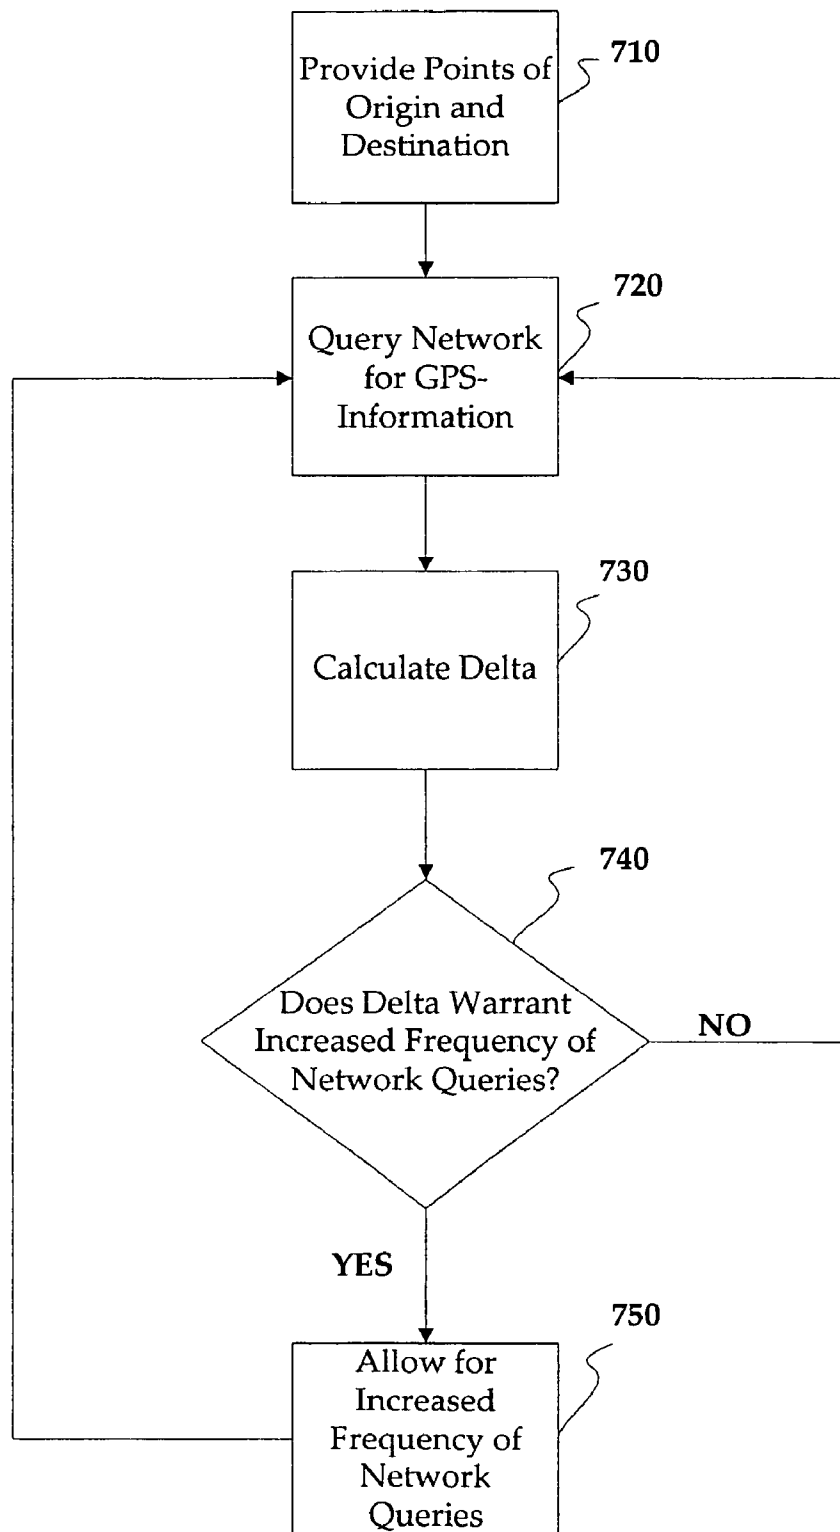 710
Provide Points of
Origin and
Destination
720
Query Network
for GPS-
Information
730
Calculate Delta
740
Does Delta Warrant
Increased Frequency of
Network Queries?
NO
YES
750
Allow for
Increased
Frequency of
Network
Queries